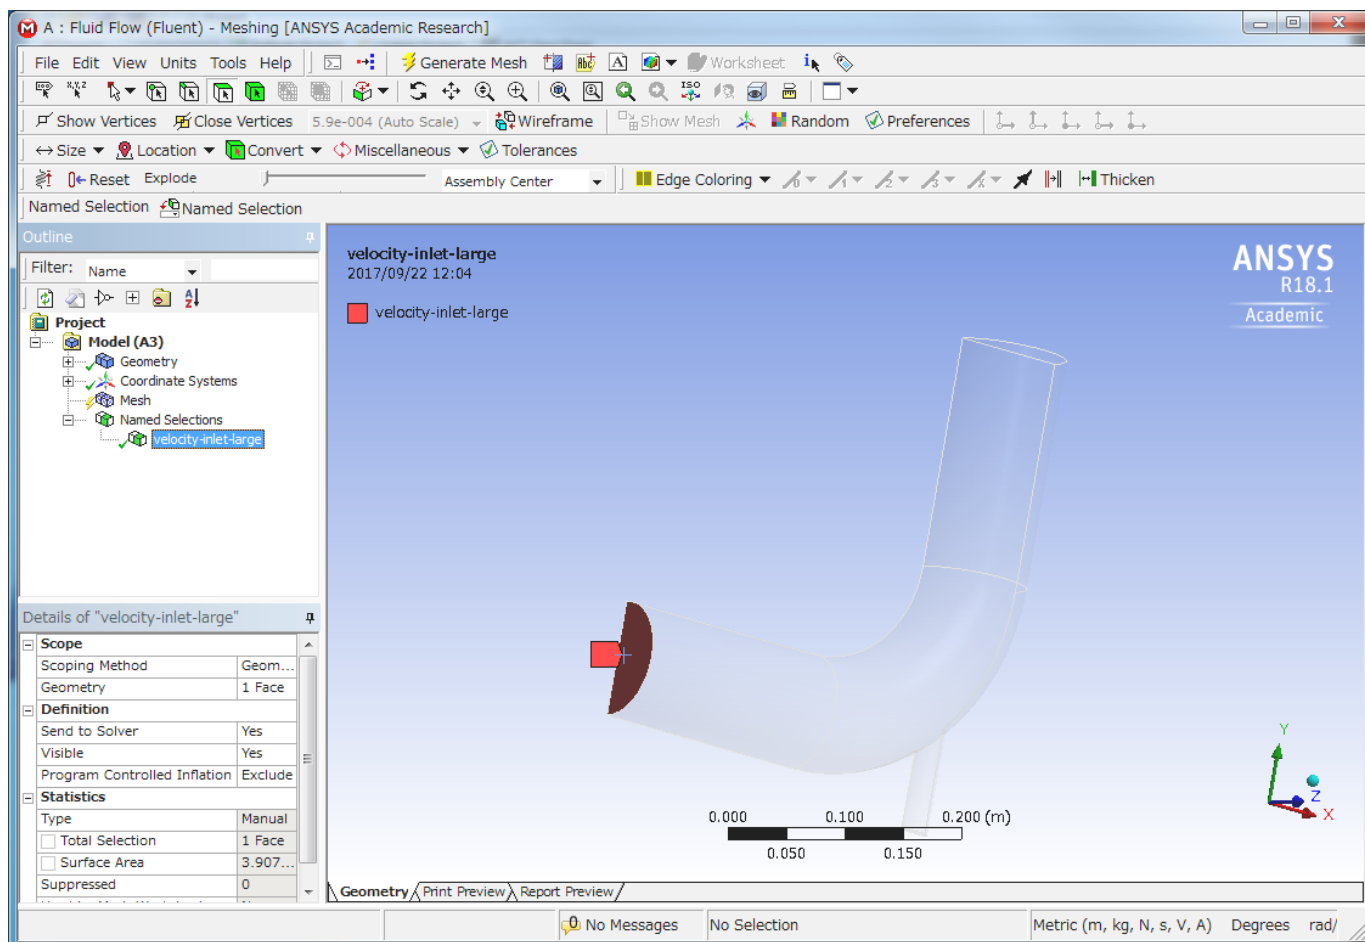 A : Fluid Flow (Fluent) - Meshing [ANSYS Academic Research]
File Edit View Units Tools Help Generate Mesh Worksheet
Show Vertices Close Vertices 5.9e-004 (Auto Scale) Wireframe Show Mesh Random Preferences
Size Location Convert Miscellaneous Tolerances
Reset Explode Assembly Center Edge Coloring Thicken
Named Selection Named Selection
Outline
Filter: Name
Project
Model (A3)
Geometry
Coordinate Systems
Mesh
Named Selections
velocity-inlet-large
Details of "velocity-inlet-large"
Scope
Scoping Method Geom...
Geometry 1 Face
Definition
Send to Solver Yes
Visible Yes
Program Controlled Inflation Exclude
Statistics
Type Manual
Total Selection 1 Face
Surface Area 3.907...
Suppressed 0
velocity-inlet-large
2017/09/22 12:04
velocity-inlet-large
ANSYS
R18.1
Academic
Y
Z
X
0.000 0.100 0.200 (m)
0.050 0.150
Geometry Print Preview Report Preview
No Messages No Selection Metric (m, kg, N, s, V, A) Degrees rad/